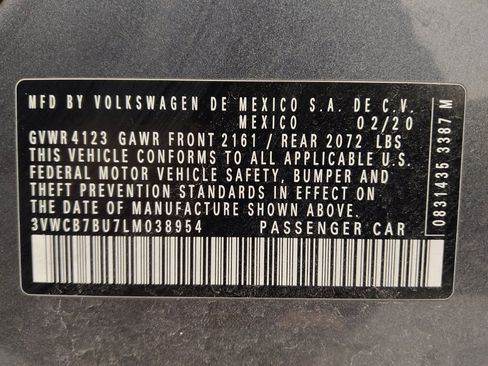 MFD BY VOLKSWAGEN DE MEXICO S.A. DE C.V.
MEXICO 02/20
GVWR 4123 GAWR FRONT 2161 / REAR 2072 LBS
THIS VEHICLE CONFORMS TO ALL APPLICABLE U.S.
FEDERAL MOTOR VEHICLE SAFETY, BUMPER AND
THEFT PREVENTION STANDARDS IN EFFECT ON
THE DATE OF MANUFACTURE SHOWN ABOVE.
3VWCB7BU7LM038954 PASSENGER CAR
0831435 3387 M